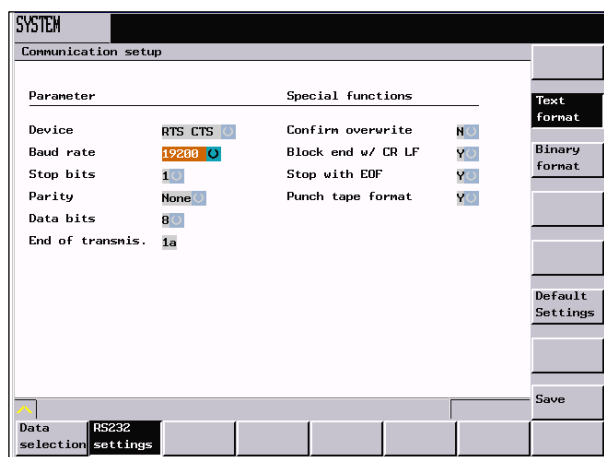 SYSTEM
Communication setup
Parameter
Special functions
Device RTS CTS
Confirm overwrite N
Baud rate 19200
Block end w/ CR LF Y
Stop bits 1
Stop with EOF Y
Parity None
Punch tape format Y
Data bits 8
End of transmis. 1a
Text
format
Binary
format
Default
Settings
Save
Data
selection
RS232
settings